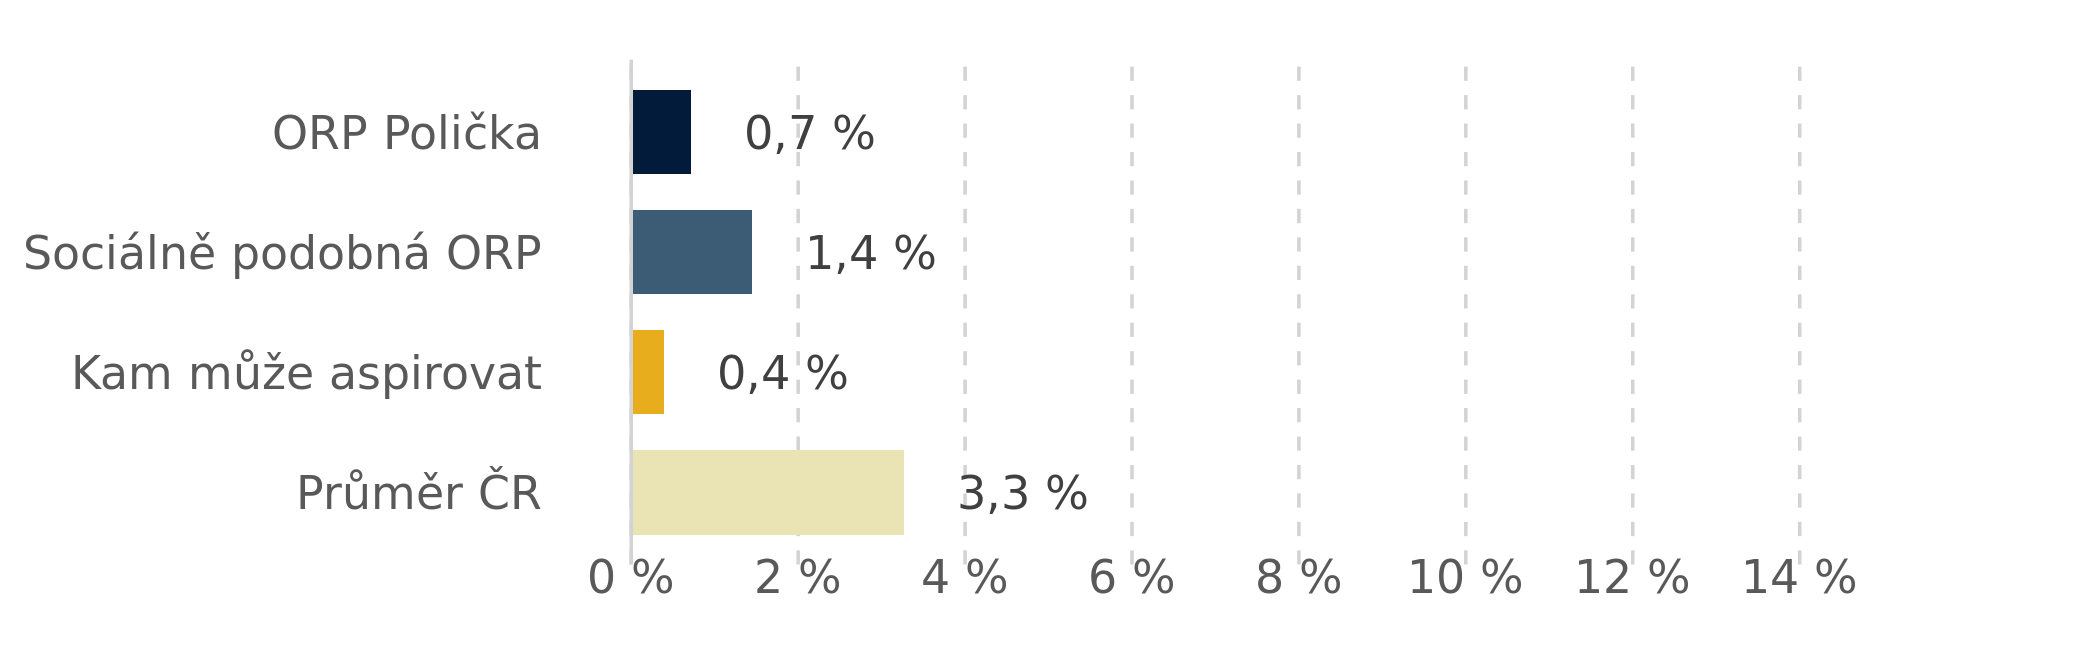 ORP Polička 0,7 %
Sociálně podobná ORP 1,4 %
Kam může aspirovat 0,4 %
Průměr ČR 3,3 %
0 % 2 % 4 % 6 % 8 % 10 % 12 % 14 %